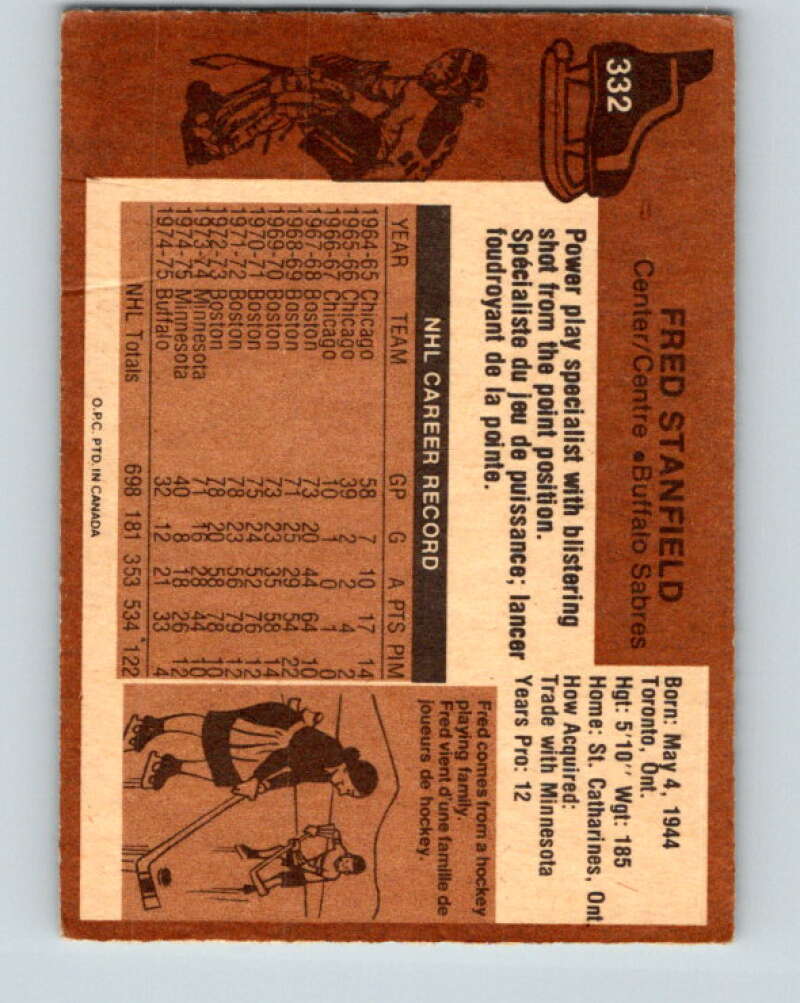 332
FRED STANFIELD
Center/Centre • Buffalo Sabres
Power play specialist with blistering
shot from the point position.
Spécialiste du jeu de puissance; lancer
foudroyant de la pointe.
Born: May 4, 1944
Toronto, Ont.
Hgt: 5'10" Wgt: 185
Home: St. Catharines, Ont.
How Acquired:
Trade with Minnesota
Years Pro: 12
NHL CAREER RECORD
YEAR TEAM GP G A PTS PIM
1964-65 Chicago 58 7 10 17 14
1965-66 Chicago 39 2 2 4 2
1966-67 Chicago 10 1 0 1 0
1967-68 Boston 73 20 44 64 10
1968-69 Boston 71 25 29 54 22
1969-70 Boston 73 23 35 58 14
1970-71 Boston 75 24 52 76 12
1971-72 Boston 78 23 56 79 12
1972-73 Boston 78 20 58 78 10
1973-74 Minnesota 71 16 28 44 10
1974-75 Minnesota 40 8 18 26 12
1974-75 Buffalo 32 12 21 33 4
NHL Totals 698 181 353 534 122
Fred comes from a hockey
playing family.
Fred vient d'une famille de
joueurs de hockey.
O.P.C. PTD. IN CANADA